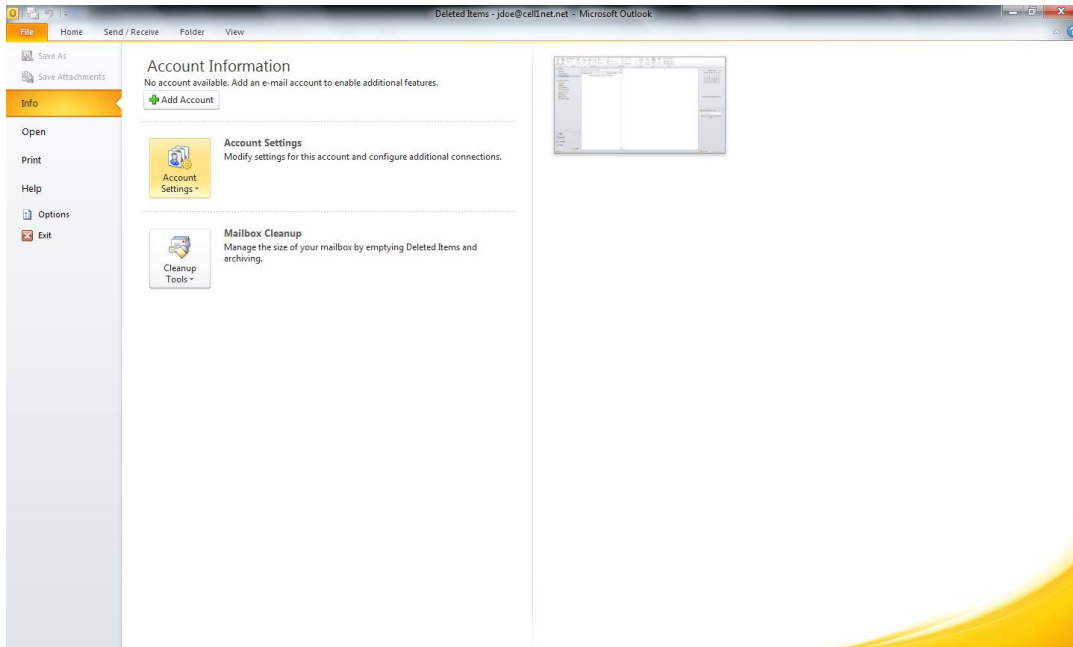 Deleted Items - jdoe@cell1net.net - Microsoft Outlook
File Home Send / Receive Folder View
Save As
Save Attachments
Info
Open
Print
Help
Options
Exit
Account Information
No account available. Add an e-mail account to enable additional features.
Add Account
Account
Settings
Account Settings
Modify settings for this account and configure additional connections.
Cleanup
Tools
Mailbox Cleanup
Manage the size of your mailbox by emptying Deleted Items and
archiving.